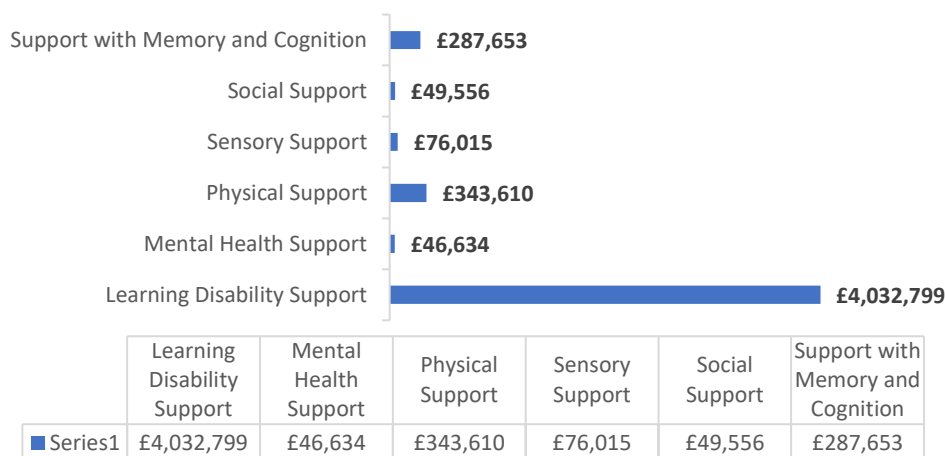 Support with Memory and Cognition £287,653
Social Support £49,556
Sensory Support £76,015
Physical Support £343,610
Mental Health Support £46,634
Learning Disability Support £4,032,799
Learning Disability Support
Mental Health Support
Physical Support
Sensory Support
Social Support
Support with Memory and Cognition
Series1 £4,032,799 £46,634 £343,610 £76,015 £49,556 £287,653